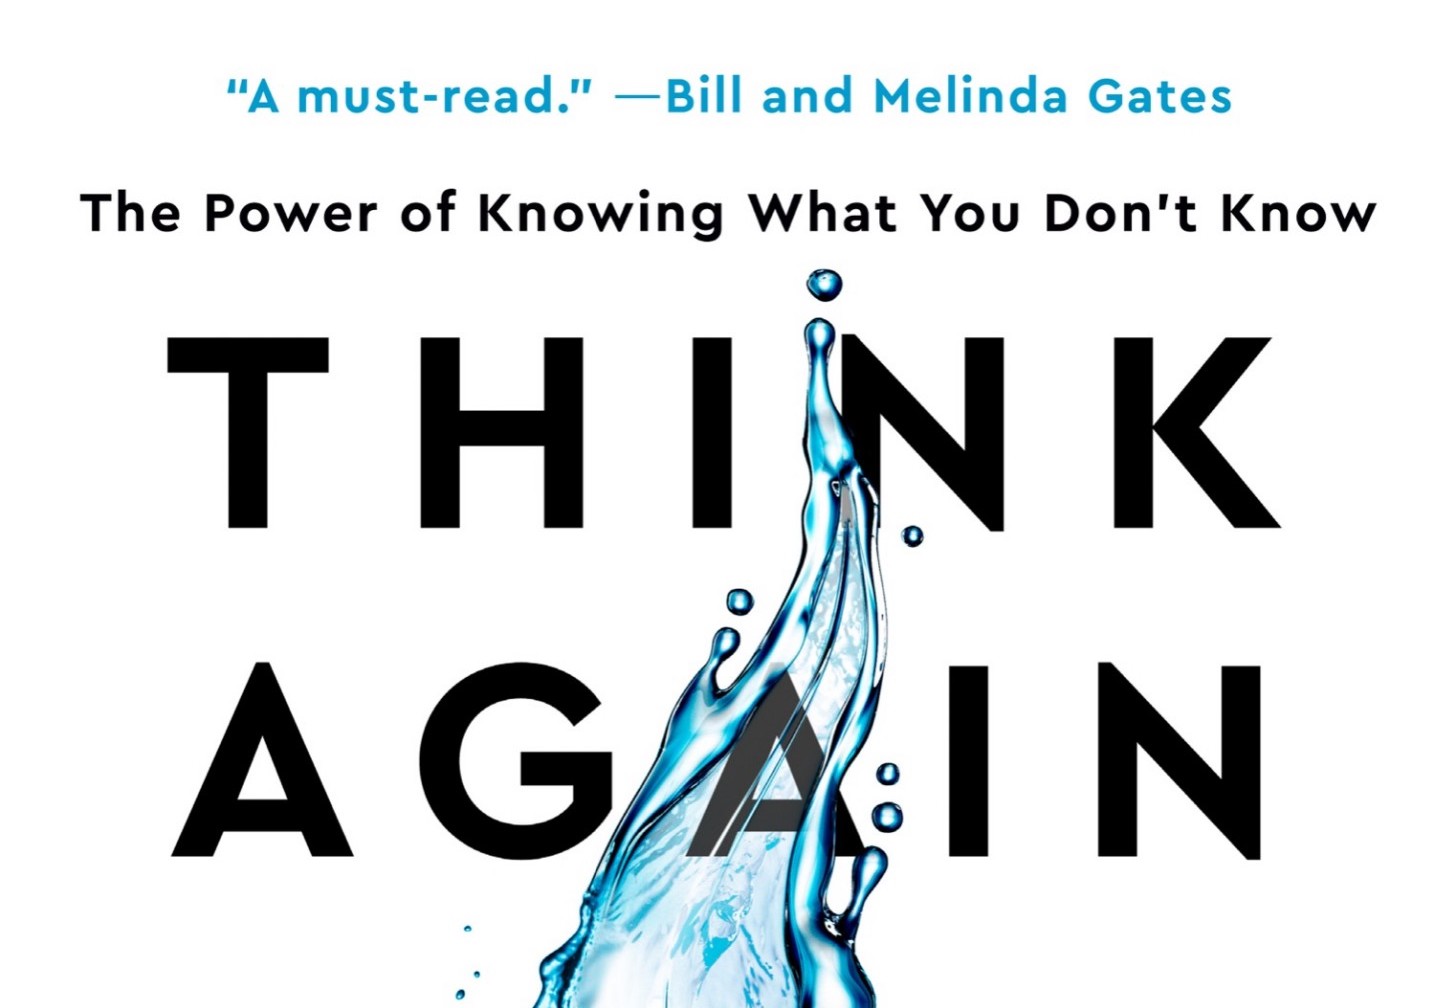 “A must-read.” —Bill and Melinda Gates
The Power of Knowing What You Don’t Know
THINK
AGAIN